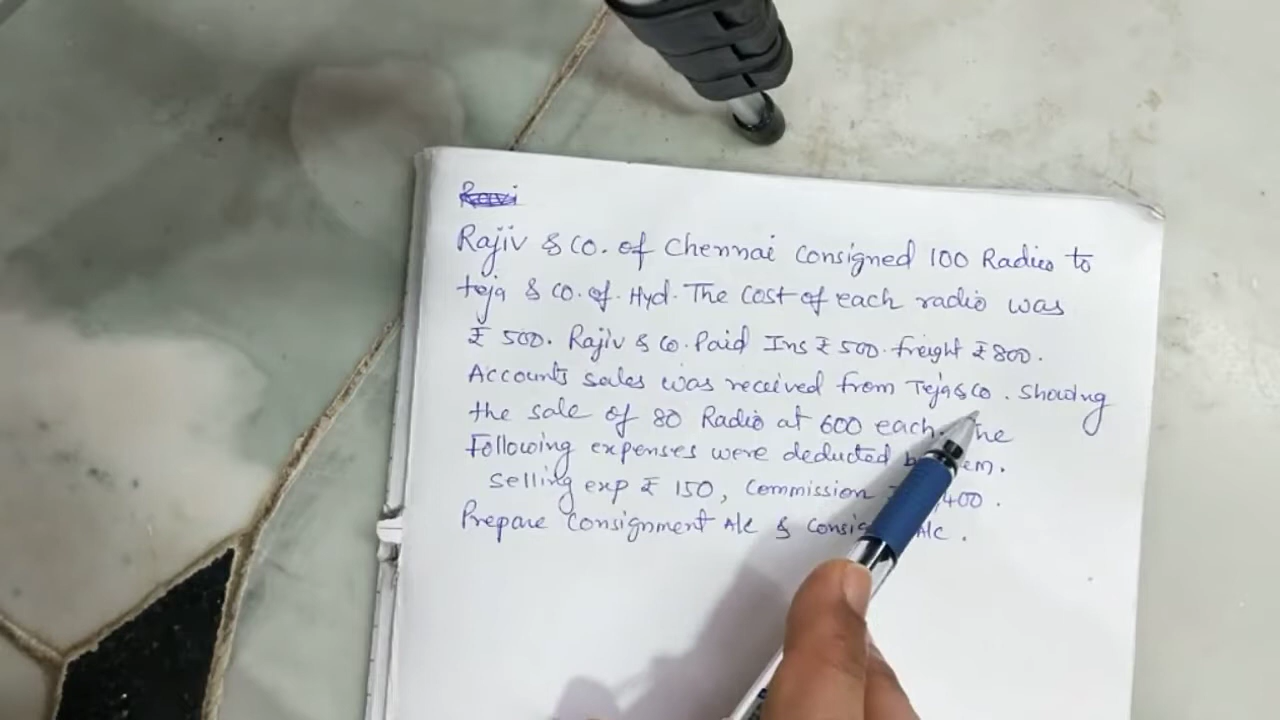 Rajiv & Co. of Chennai Consigned 100 Radios to
teja & Co. of. Hyd. The Cost of each radio was
₹ 500. Rajiv & Co. Paid Ins ₹ 500. freight ₹ 800.
Accounts sales was received from Teja&Co. Showing
the sale of 80 Radio at 600 each.
following expenses were deducted
Selling exp ₹ 150, Commission
Prepare Consignment A/c & A/c.